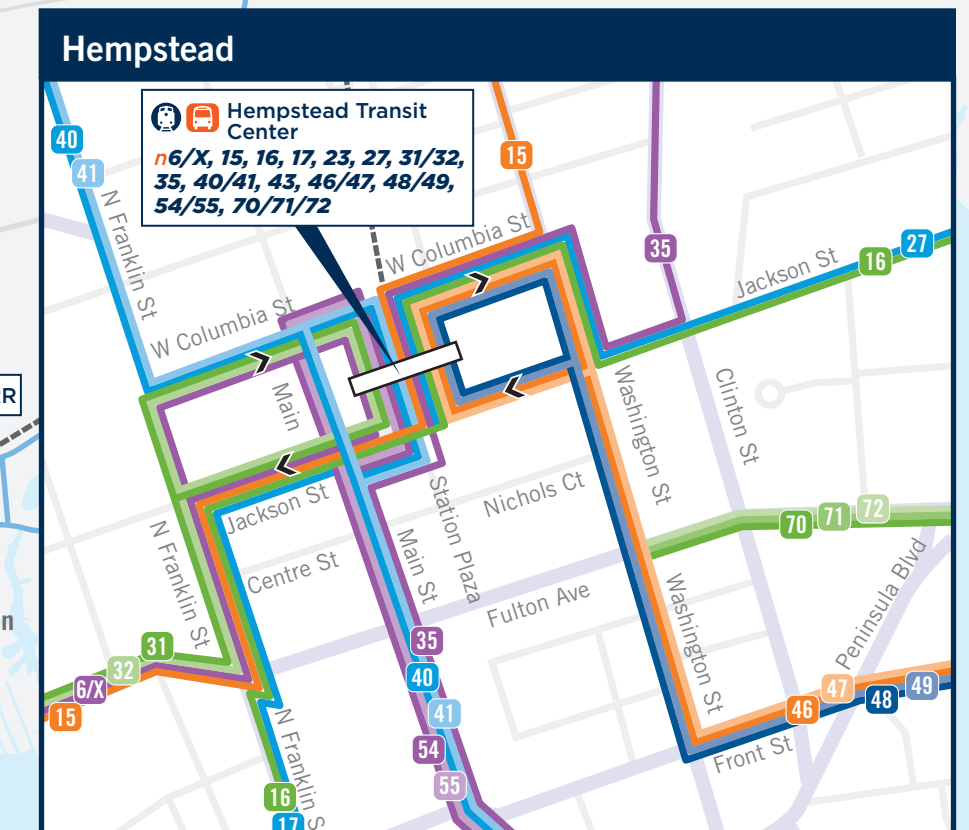 Hempstead
Hempstead Transit
Center
n6/X, 15, 16, 17, 23, 27, 31/32,
35, 40/41, 43, 46/47, 48/49,
54/55, 70/71/72
40
41
15
35
16
27
N Franklin St
W Columbia St
W Columbia St
Jackson St
Main
Washington St
Clinton St
RR
Jackson St
Station Plaza
Nichols Ct
N Franklin St
Centre St
Main St
Fulton Ave
70
71
72
Washington St
Peninsula Blvd
n
31
32
6/X
15
35
40
41
54
55
46
47
48
49
Front St
N Franklin S
16
17